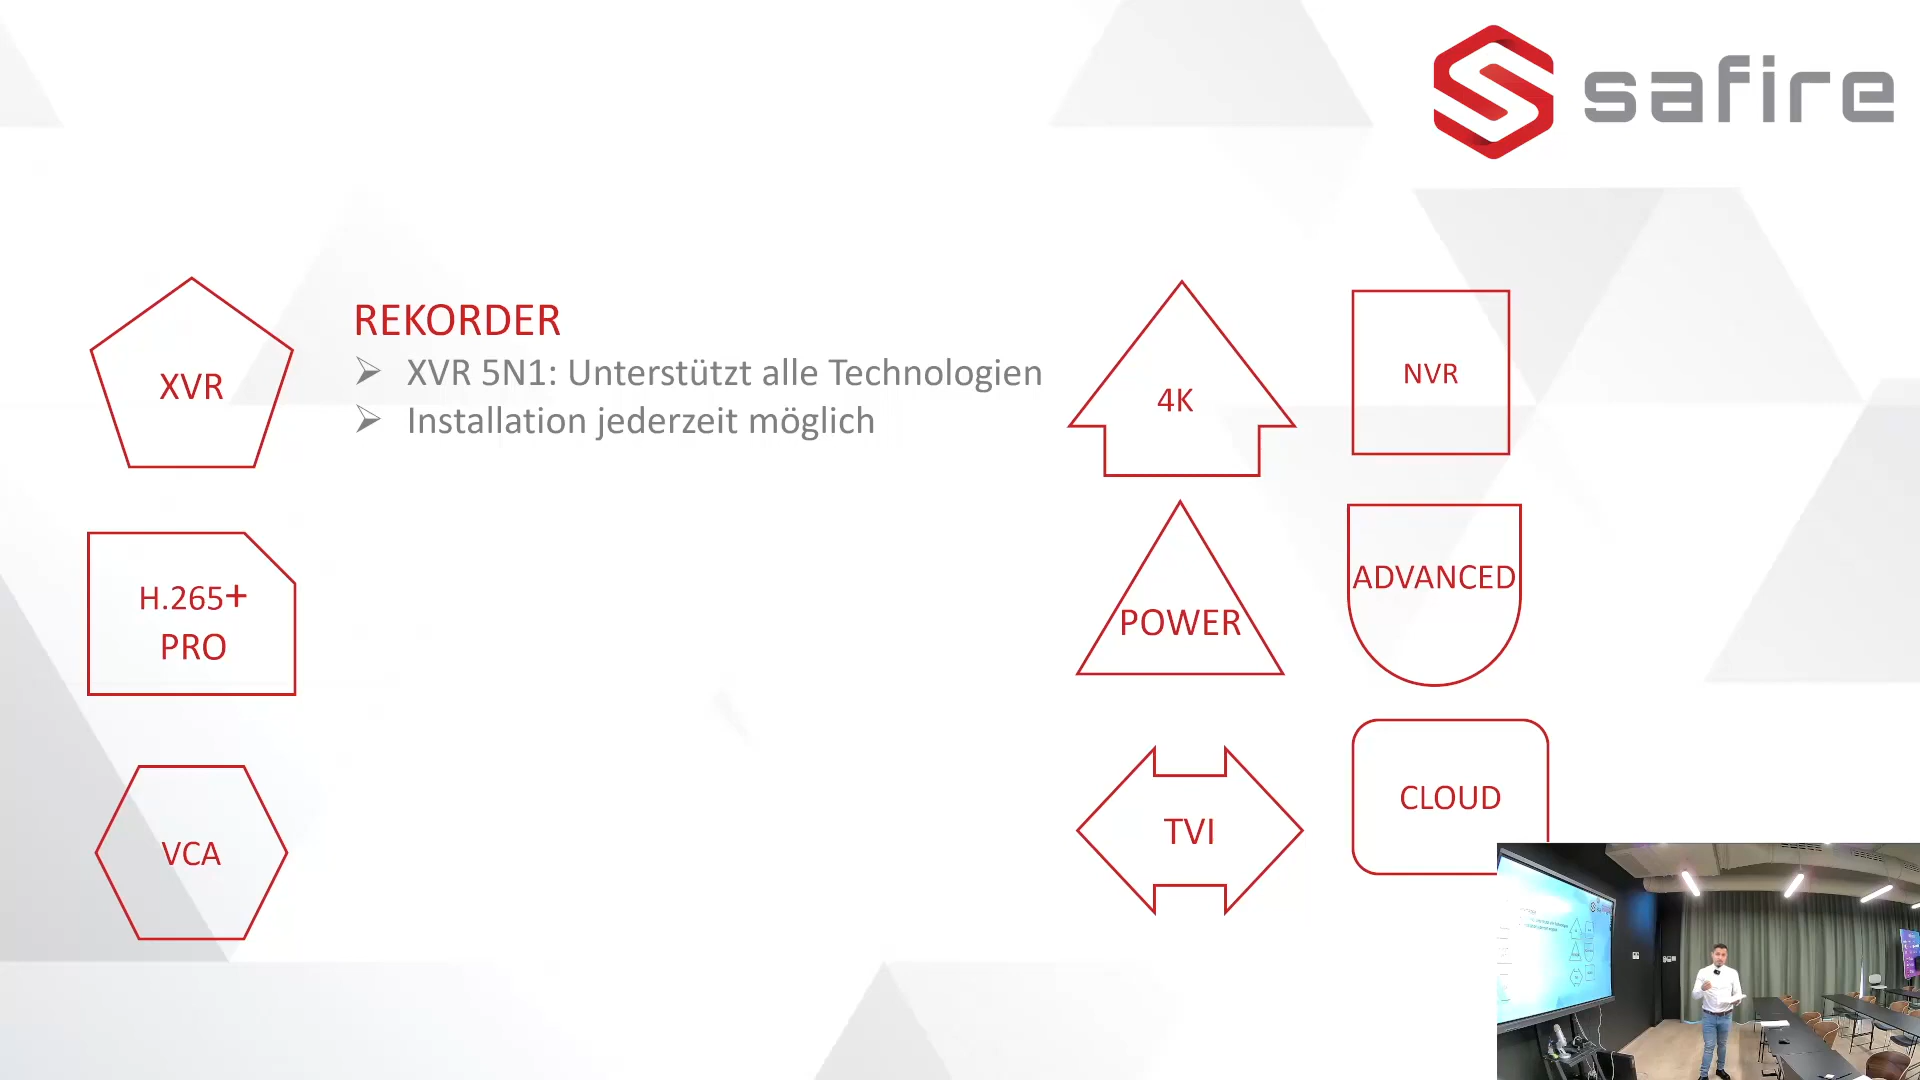 safire
XVR
REKORDER
XVR 5N1: Unterstützt alle Technologien
Installation jederzeit möglich
4K
NVR
H.265+
PRO
POWER
ADVANCED
VCA
TVI
CLOUD